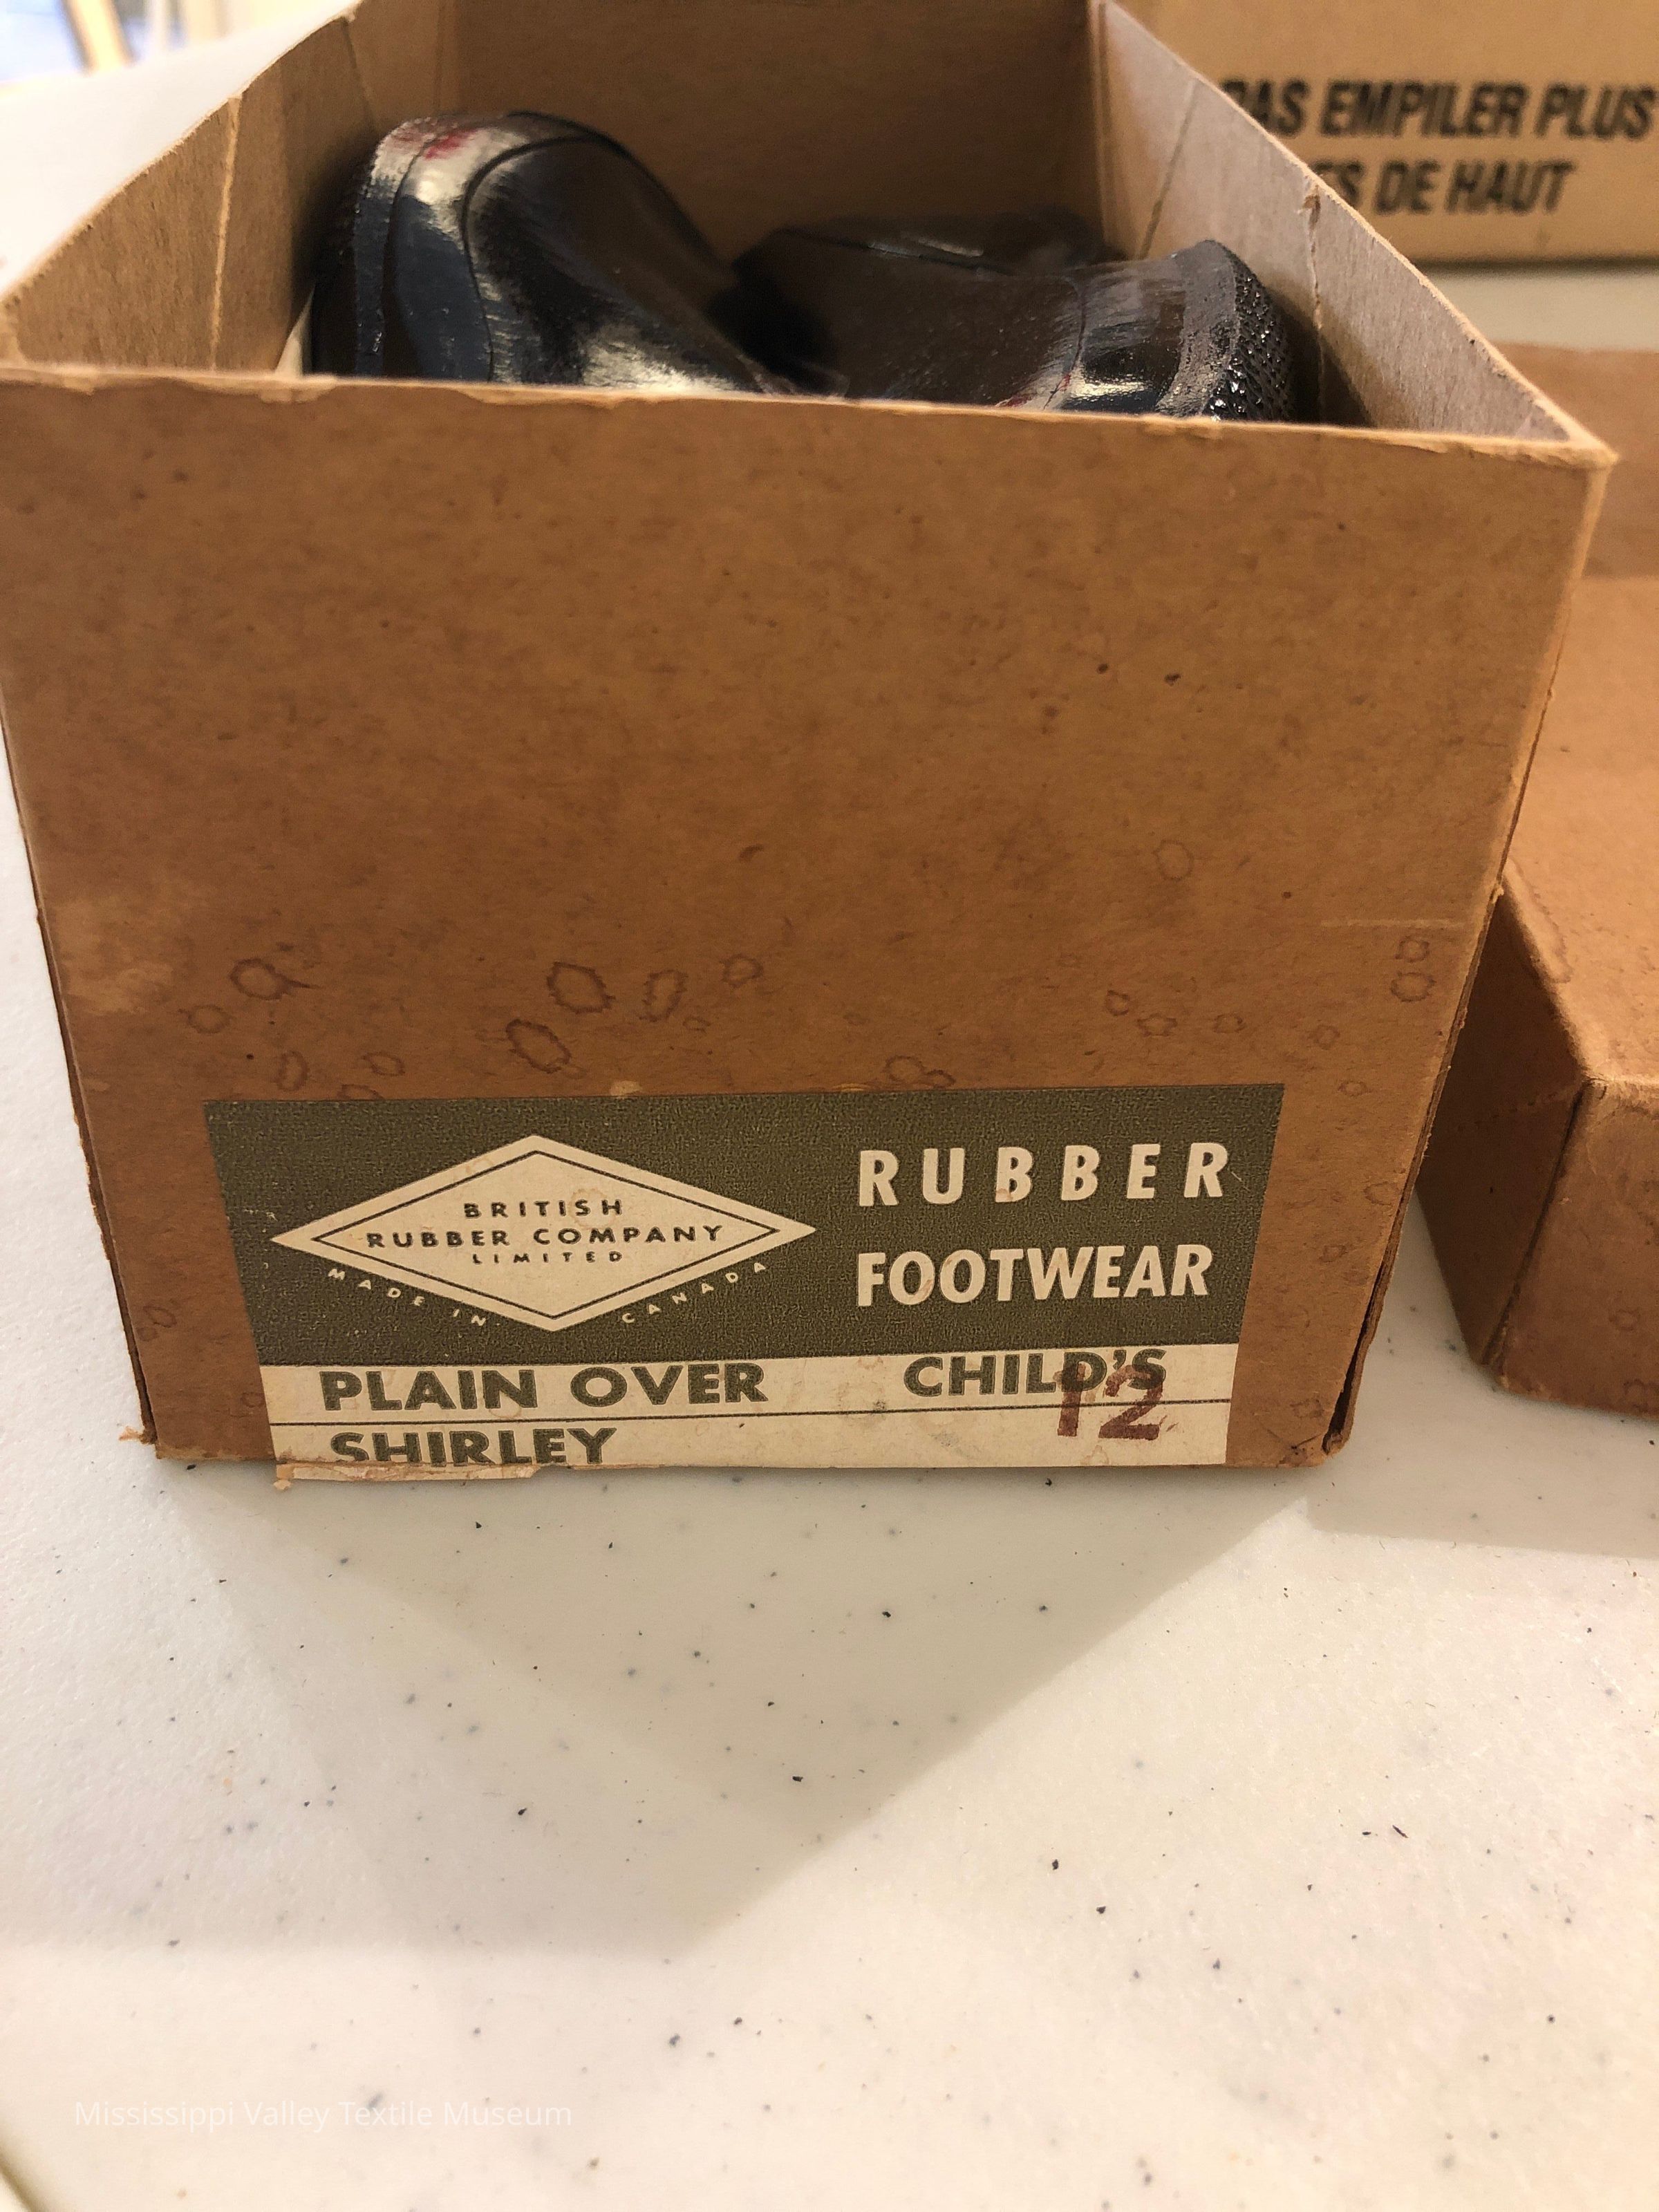 PAS EMPILER PLUS
DE HAUT
BRITISH
RUBBER COMPANY
LIMITED
MADE IN CANADA
RUBBER
FOOTWEAR
PLAIN OVER CHILD'S
12
SHIRLEY
Mississippi Valley Textile Museum